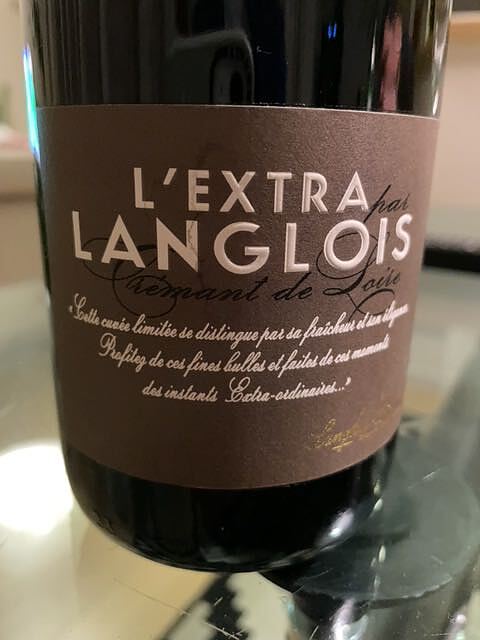 L'EXTRA par
LANGLOIS
Crémant de Loire
"Cette cuvée limitée se distingue par sa fraîcheur et son élégance.
Profitez de ces fines bulles et faites de ces moments
des instants Extra-ordinaires..."